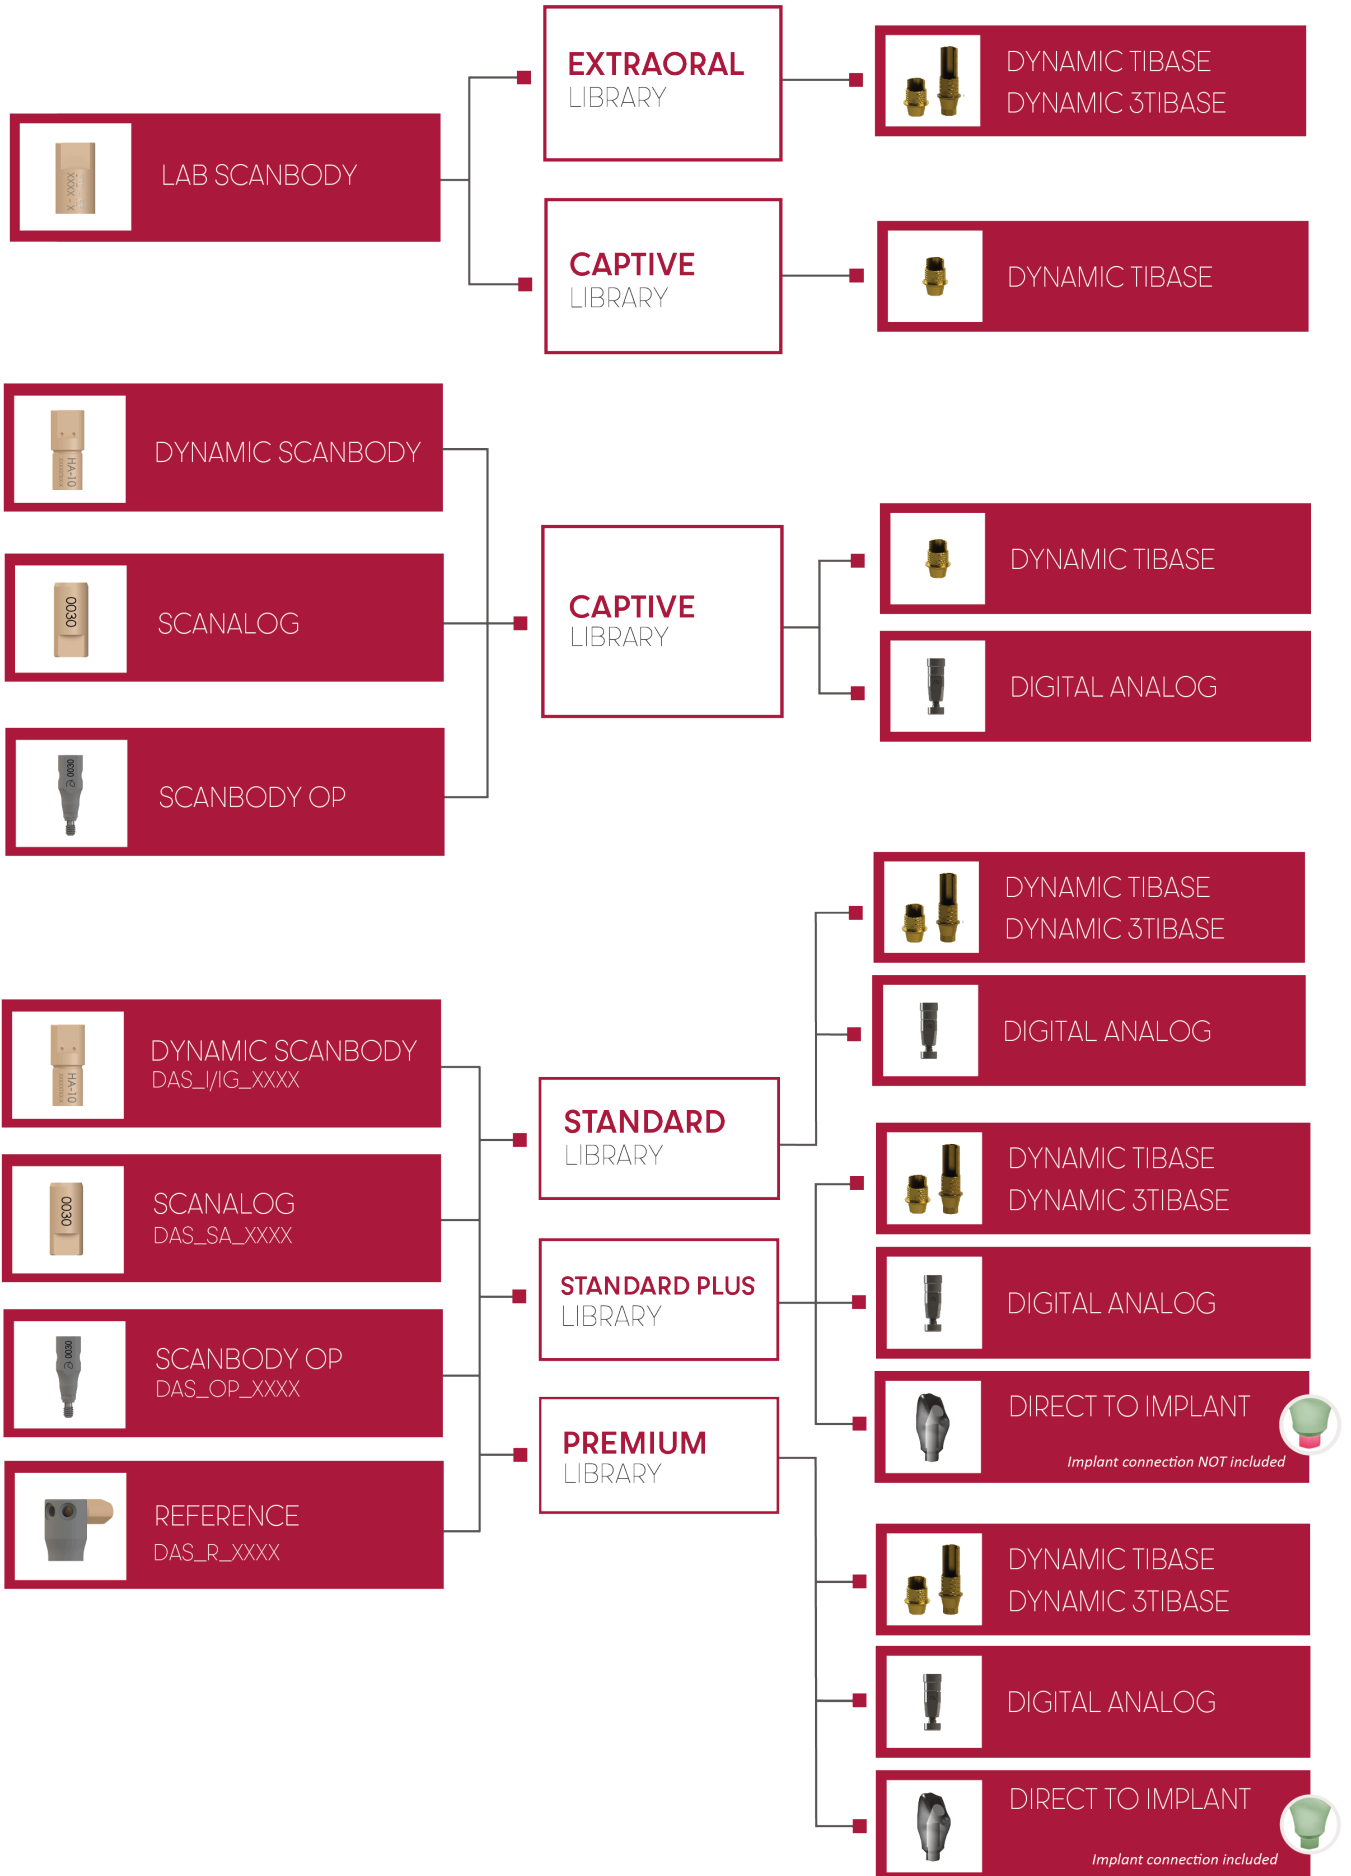 LAB SCANBODY
XXXX-X
EXTRAORAL
LIBRARY
DYNAMIC TIBASE
DYNAMIC 3TIBASE
CAPTIVE
LIBRARY
DYNAMIC TIBASE
DYNAMIC SCANBODY
HA-10
SCANALOG
0030
SCANBODY OP
0030
CAPTIVE
LIBRARY
DYNAMIC TIBASE
DIGITAL ANALOG
DYNAMIC SCANBODY
DAS_I/IG_XXXX
HA-10
SCANALOG
DAS_SA_XXXX
0030
SCANBODY OP
DAS_OP_XXXX
0030
REFERENCE
DAS_R_XXXX
STANDARD
LIBRARY
DYNAMIC TIBASE
DYNAMIC 3TIBASE
DIGITAL ANALOG
STANDARD PLUS
LIBRARY
DYNAMIC TIBASE
DYNAMIC 3TIBASE
DIGITAL ANALOG
DIRECT TO IMPLANT
Implant connection NOT included
PREMIUM
LIBRARY
DYNAMIC TIBASE
DYNAMIC 3TIBASE
DIGITAL ANALOG
DIRECT TO IMPLANT
Implant connection included